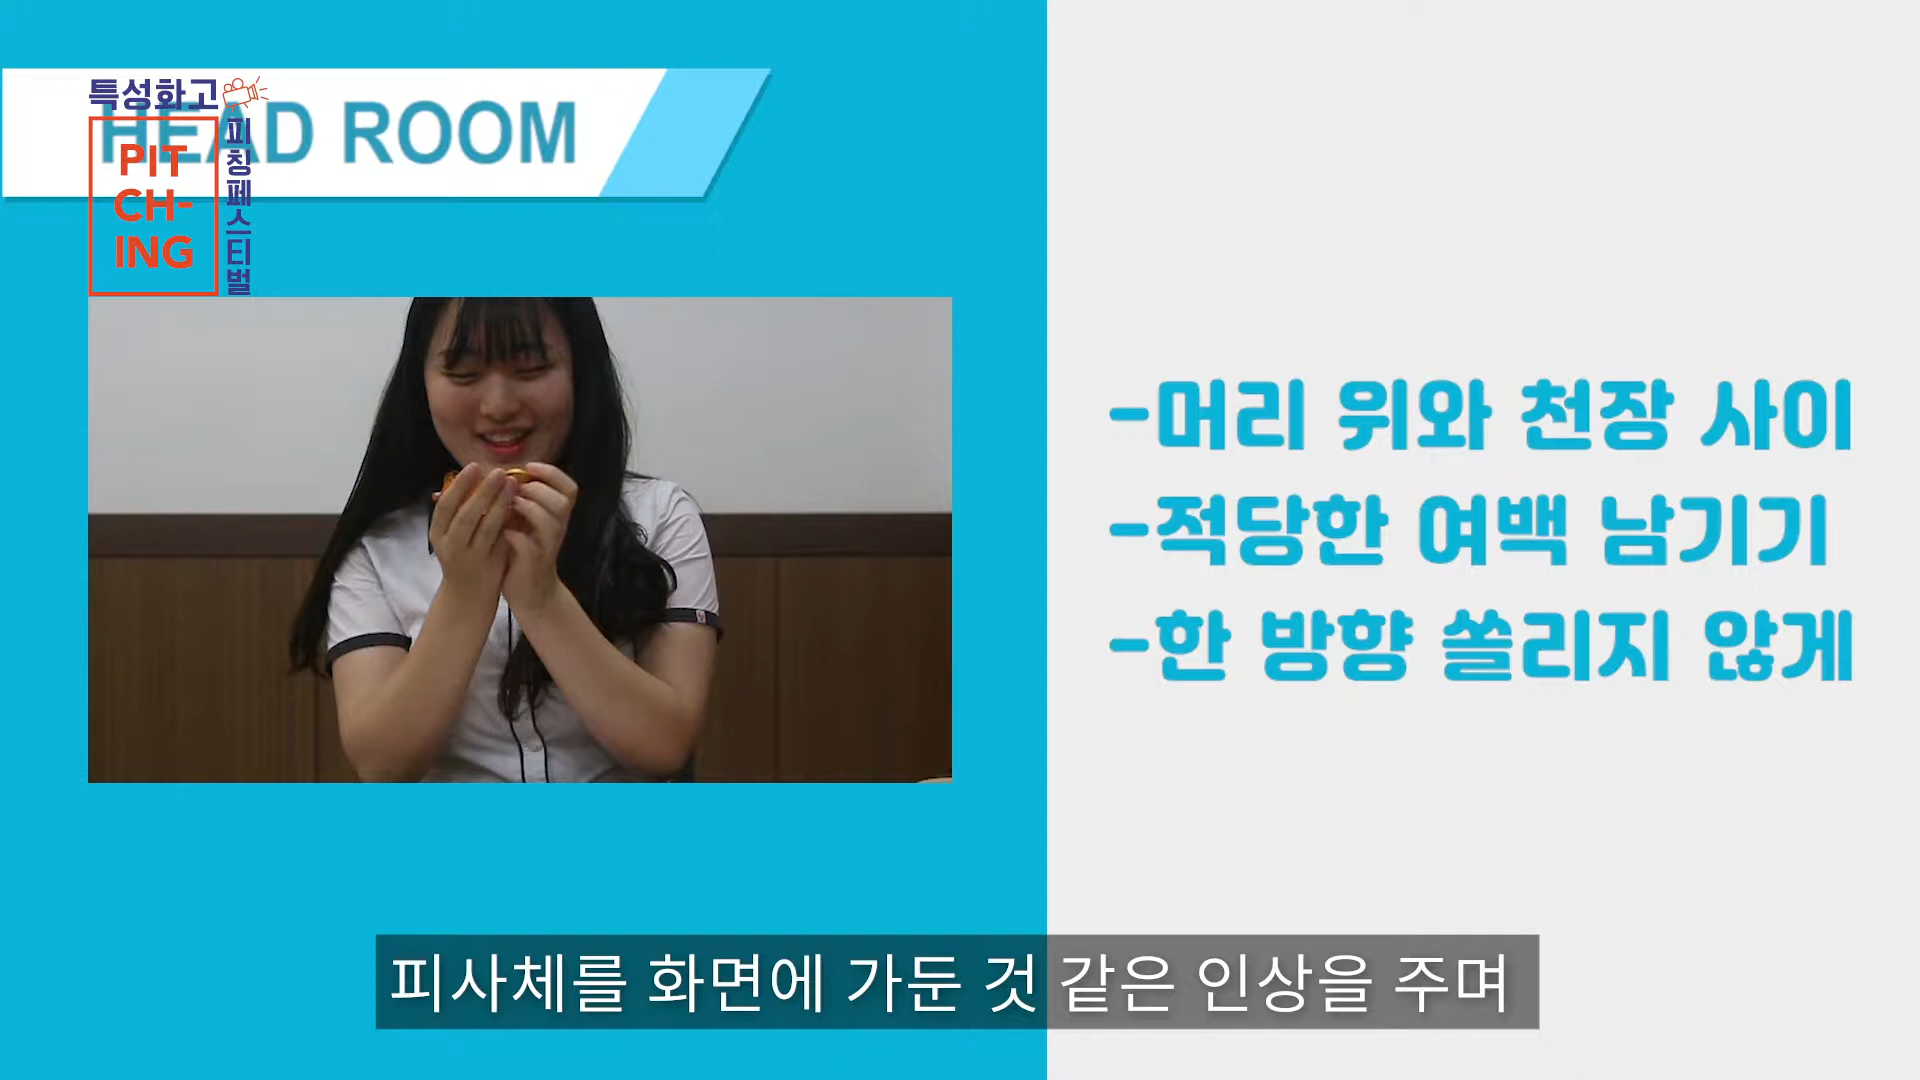 특성화고
HEAD ROOM
PIT
CH-
ING
피칭페스티벌
-머리 위와 천장 사이
-적당한 여백 남기기
-한 방향 쏠리지 않게
피사체를 화면에 가둔 것 같은 인상을 주며